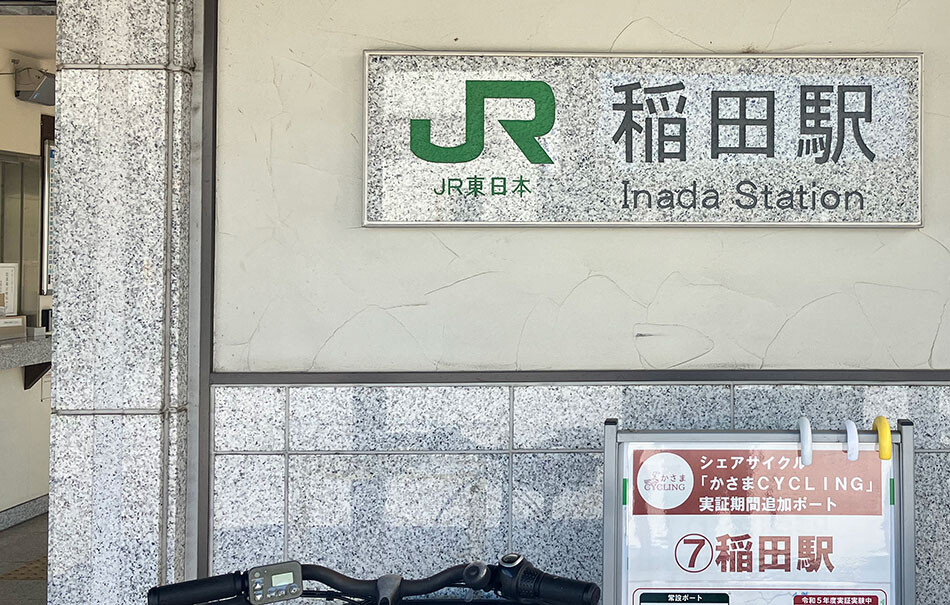 JR
JR東日本
稲田駅
Inada Station
かさま
CYCLING
シェアサイクル
「かさまCYCLING」
実証期間追加ポート
⑦稲田駅
常設ポート
令和5年度実証実験中